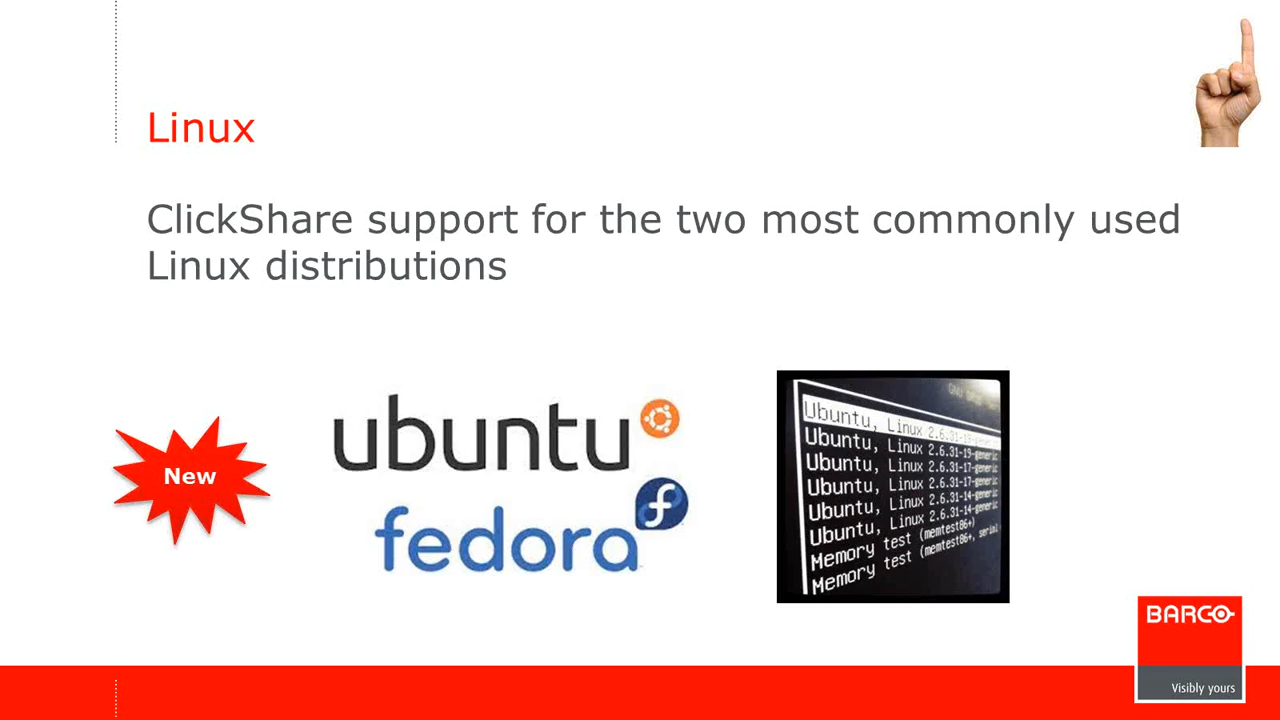 Linux
ClickShare support for the two most commonly used
Linux distributions
New
ubuntu
fedora
GNU
Ubuntu, Linux 2.6.31-19-generic
Ubuntu, Linux 2.6.31-19-generic
Ubuntu, Linux 2.6.31-17-generic
Ubuntu, Linux 2.6.31-17-generic
Ubuntu, Linux 2.6.31-14-generic
Ubuntu, Linux 2.6.31-14-generic
Memory test (memtest86+)
Memory test (memtest86+, serial
BARCO
Visibly yours